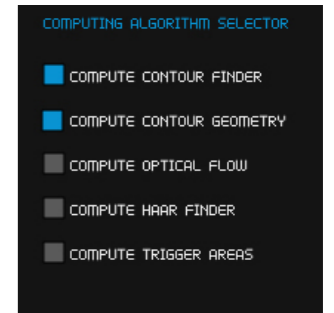 COMPUTING ALGORITHM SELECTOR
COMPUTE CONTOUR FINDER
COMPUTE CONTOUR GEOMETRY
COMPUTE OPTICAL FLOW
COMPUTE HAAR FINDER
COMPUTE TRIGGER AREAS